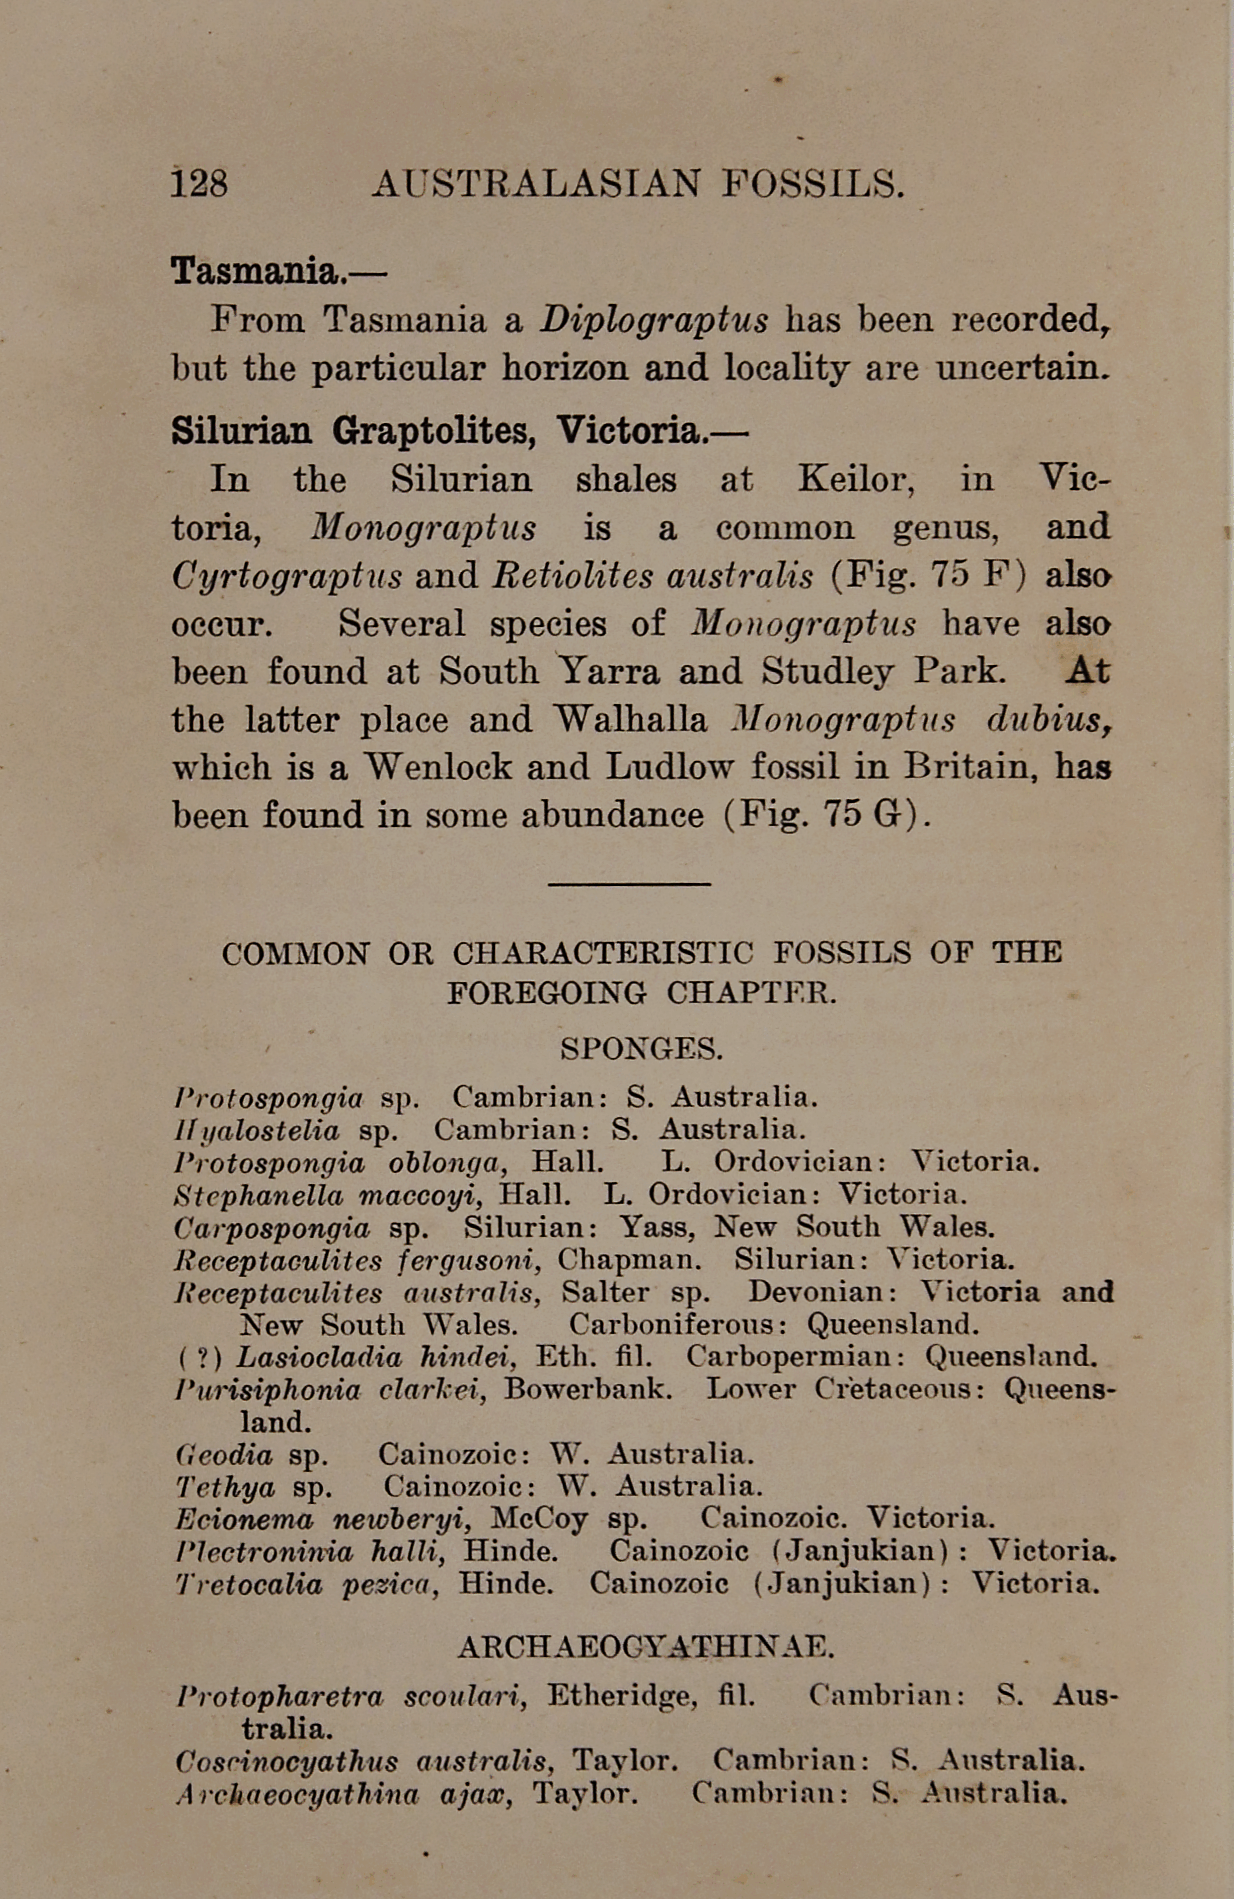 128 AUSTRALASIAN FOSSILS.
Tasmania.—
From Tasmania a Diplograptus has been recorded,
but the particular horizon and locality are uncertain.
Silurian Graptolites, Victoria.—
In the Silurian shales at Keilor, in Vic-
toria, Monograptus is a common genus, and
Cyrtograptus and Retiolites australis (Fig. 75 F) also
occur. Several species of Monograptus have also
been found at South Yarra and Studley Park. At
the latter place and Walhalla Monograptus dubius,
which is a Wenlock and Ludlow fossil in Britain, has
been found in some abundance (Fig. 75 G).
COMMON OR CHARACTERISTIC FOSSILS OF THE
FOREGOING CHAPTER.
SPONGES.
Protospongia sp. Cambrian: S. Australia.
Hyalostelia sp. Cambrian: S. Australia.
Protospongia oblonga, Hall. L. Ordovician: Victoria.
Stephanella maccoyi, Hall. L. Ordovician: Victoria.
Carpospongia sp. Silurian: Yass, New South Wales.
Receptaculites fergusoni, Chapman. Silurian: Victoria.
Receptaculites australis, Salter sp. Devonian: Victoria and
New South Wales. Carboniferous: Queensland.
(?) Lasiocladia hindei, Eth. fil. Carbopermian: Queensland.
Purisiphonia clarkei, Bowerbank. Lower Cretaceous: Queens-
land.
Geodia sp. Cainozoic: W. Australia.
Tethya sp. Cainozoic: W. Australia.
Ecionema newberyi, McCoy sp. Cainozoic. Victoria.
Plectroninia halli, Hinde. Cainozoic (Janjukian): Victoria.
Tretocalia pezica, Hinde. Cainozoic (Janjukian): Victoria.
ARCHAEOCYATHINAE.
Protopharetra scoulari, Etheridge, fil. Cambrian: S. Aus-
tralia.
Coscinocyathus australis, Taylor. Cambrian: S. Australia.
Archaeocyathina ajax, Taylor. Cambrian: S. Australia.